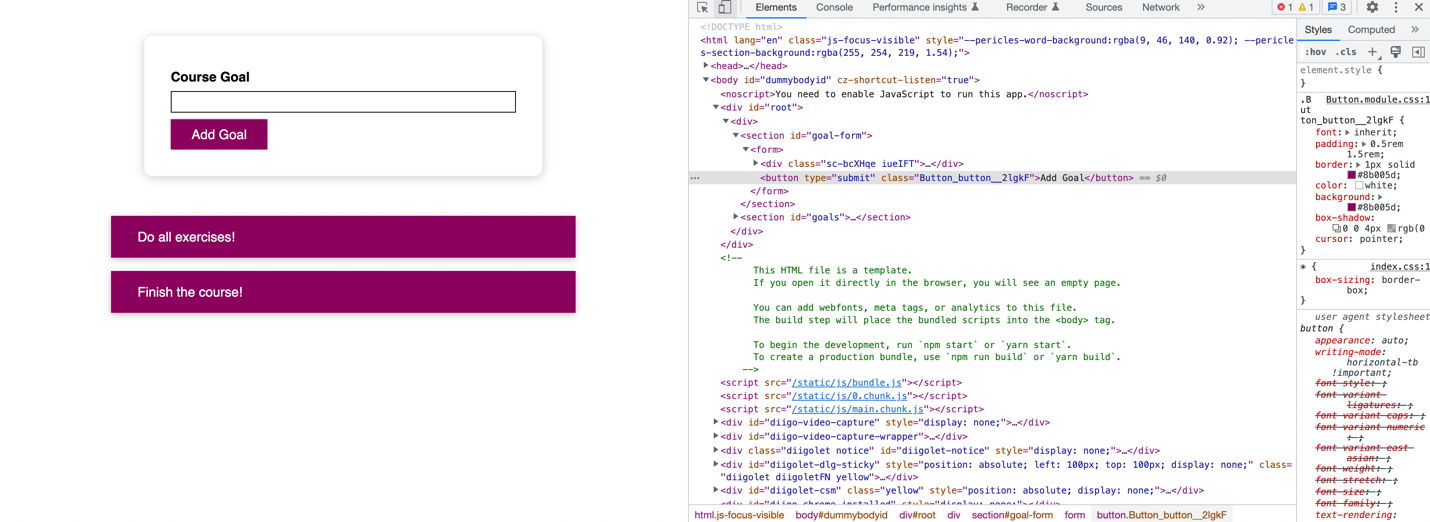 Course Goal
Add Goal
Do all exercises!
Finish the course!
Elements Console Performance insights Recorder Sources Network » 1 1 3
<!DOCTYPE html>
<html lang="en" class="js-focus-visible" style="--pericles-word-background:rgba(9, 46, 140, 0.92); --pericle
s-section-background:rgba(255, 254, 219, 1.54);">
<head>…</head>
<body id="dummybodyid" cz-shortcut-listen="true">
<noscript>You need to enable JavaScript to run this app.</noscript>
<div id="root">
<div>
<section id="goal-form">
<form>
<div class="sc-bcXHqe iueIFT">…</div>
… <button type="submit" class="Button_button__2lgkF">Add Goal</button> == $0
</form>
</section>
<section id="goals">…</section>
</div>
</div>
<!--
This HTML file is a template.
If you open it directly in the browser, you will see an empty page.
You can add webfonts, meta tags, or analytics to this file.
The build step will place the bundled scripts into the <body> tag.
To begin the development, run `npm start` or `yarn start`.
To create a production bundle, use `npm run build` or `yarn build`.
-->
<script src="/static/js/bundle.js"></script>
<script src="/static/js/0.chunk.js"></script>
<script src="/static/js/main.chunk.js"></script>
<div id="diigo-video-capture" style="display: none;">…</div>
<div id="diigo-video-capture-wrapper">…</div>
<div class="diigolet notice" id="diigolet-notice" style="display: none;">…</div>
<div id="diigolet-dlg-sticky" style="position: absolute; left: 100px; top: 100px; display: none;" class=
"diigolet diigoletFN yellow">…</div>
<div id="diigolet-csm" class="yellow" style="position: absolute; display: none;">…</div>
<div id="diigo-chrome-installed" style="display: none;"></div>
html.js-focus-visible body#dummybodyid div#root div section#goal-form form button.Button_button__2lgkF
Styles Computed »
:hov .cls +
element.style {
}
.B Button.module.css:1
ut
ton_button__2lgkF {
font: inherit;
padding: 0.5rem
1.5rem;
border: 1px solid
#8b005d;
color: white;
background:
#8b005d;
box-shadow:
0 0 4px rgb(0
cursor: pointer;
}
* { index.css:1
box-sizing: border-
box;
}
user agent stylesheet
button {
appearance: auto;
writing-mode:
horizontal-tb
!important;
font-style: ;
font-variant-
ligatures: ;
font-variant-caps: ;
font-variant-numeric
: ;
font-variant-east-
asian: ;
font-weight: ;
font-stretch: ;
font-size: ;
font-family: ;
text-rendering: